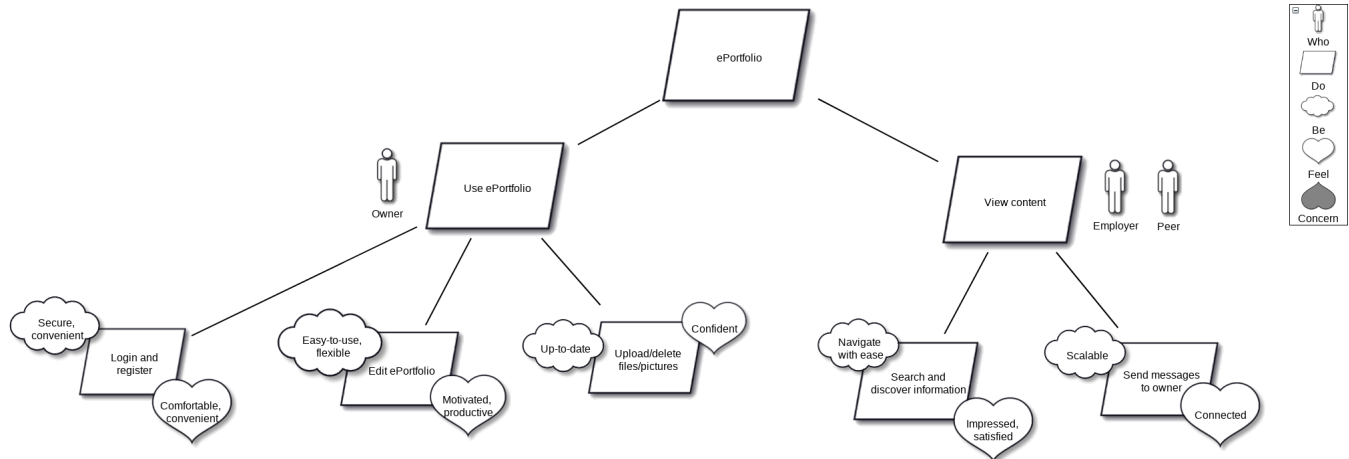 ePortfolio
Who
Do
Be
Feel
Concern
Owner
Use ePortfolio
View content
Employer
Peer
Secure,
convenient
Login and
register
Comfortable,
convenient
Easy-to-use,
flexible
Edit ePortfolio
Motivated,
productive
Up-to-date
Upload/delete
files/pictures
Confident
Navigate
with ease
Search and
discover information
Impressed,
satisfied
Scalable
Send messages
to owner
Connected